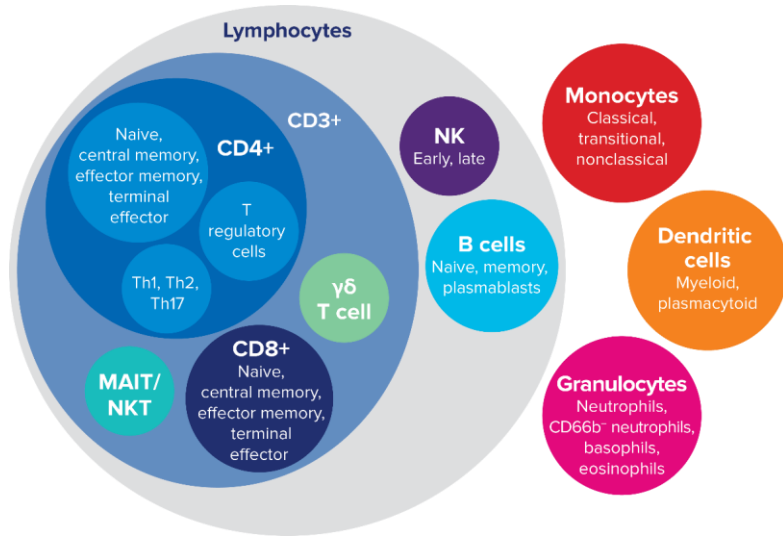 Lymphocytes
CD3+
CD4+
Naive,
central memory,
effector memory,
terminal
effector
T
regulatory
cells
Th1, Th2,
Th17
γδ
T cell
MAIT/
NKT
CD8+
Naive,
central memory,
effector memory,
terminal
effector
NK
Early, late
B cells
Naive, memory,
plasmablasts
Monocytes
Classical,
transitional,
nonclassical
Dendritic
cells
Myeloid,
plasmacytoid
Granulocytes
Neutrophils,
CD66b⁻ neutrophils,
basophils,
eosinophils